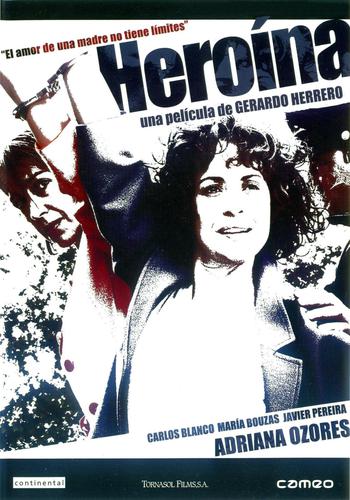 "El amor de una madre no tiene límites"
Heroína
una película de GERARDO HERRERO
CARLOS BLANCO MARÍA BOUZAS JAVIER PEREIRA
ADRIANA OZORES
continental
TORNASOL FILMS, S.A.
cameo